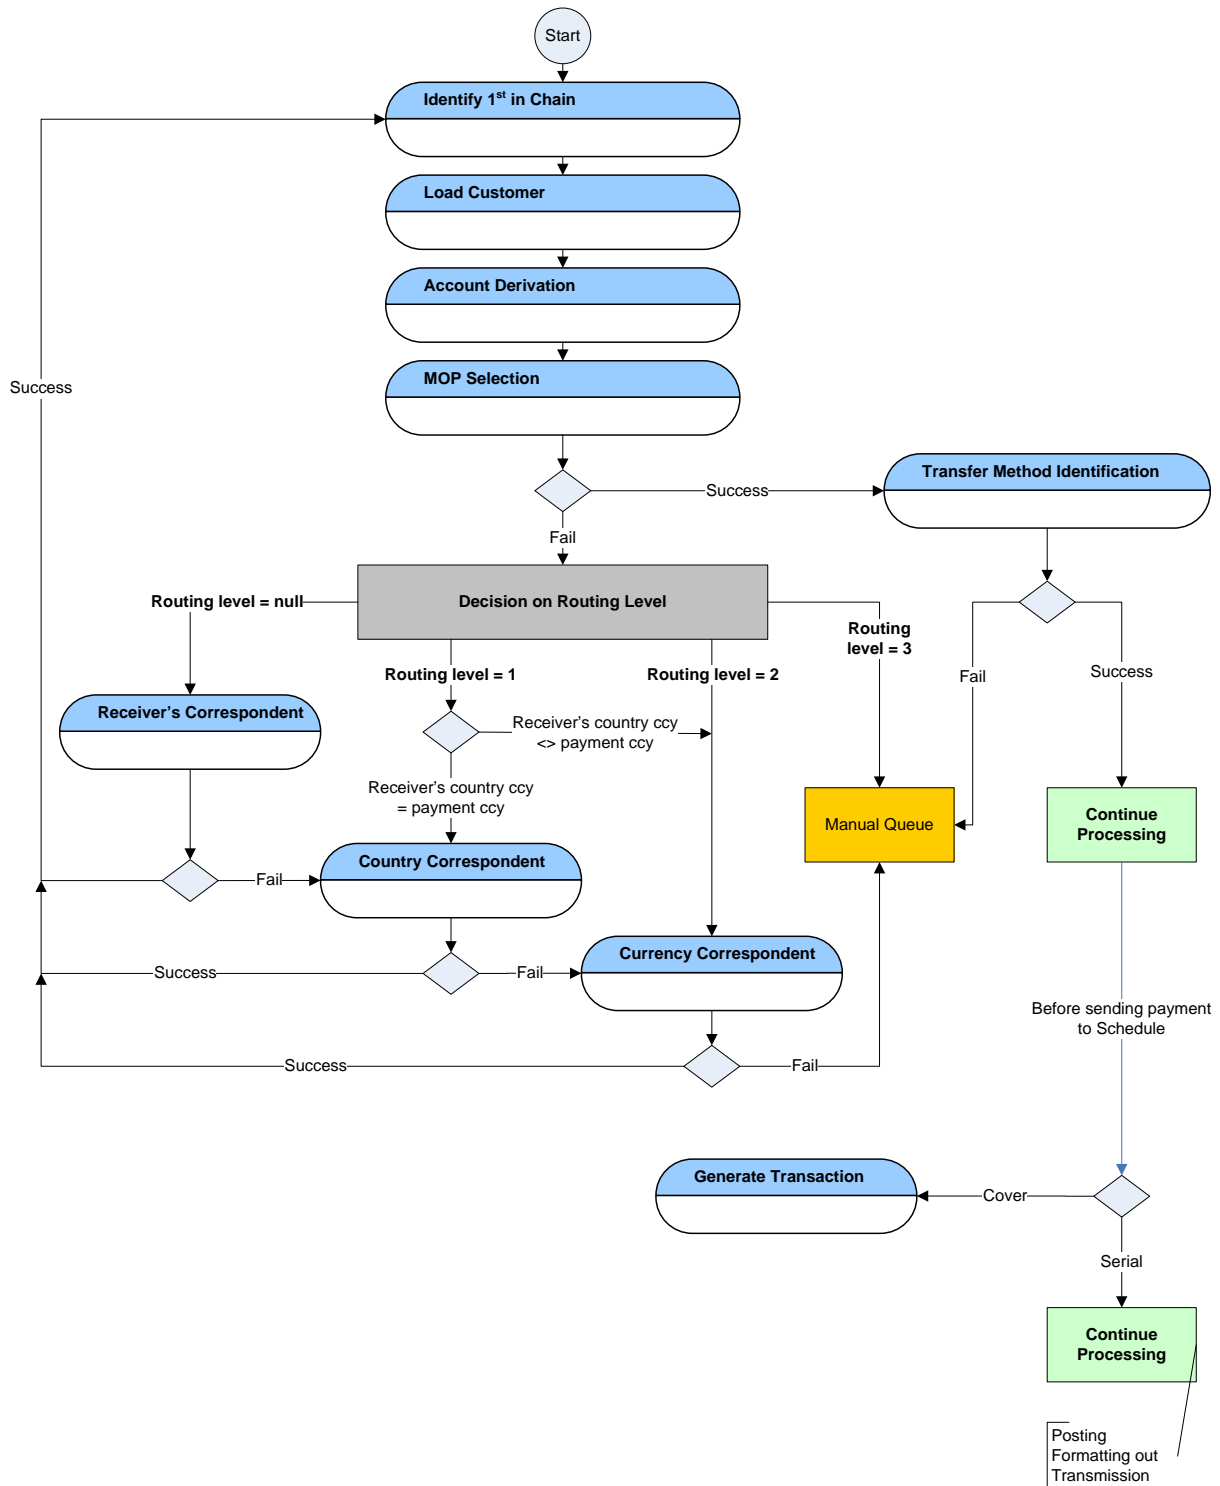 Start
Identify 1st in Chain
Load Customer
Account Derivation
MOP Selection
Success
Transfer Method Identification
Success
Fail
Decision on Routing Level
Routing level = null
Routing
level = 3
Routing level = 1
Routing level = 2
Fail
Success
Receiver's Correspondent
Receiver's country ccy
<> payment ccy
Receiver's country ccy
= payment ccy
Manual Queue
Continue
Processing
Country Correspondent
Fail
Currency Correspondent
Success
Fail
Before sending payment
to Schedule
Success
Fail
Generate Transaction
Cover
Serial
Continue
Processing
Posting
Formatting out
Transmission